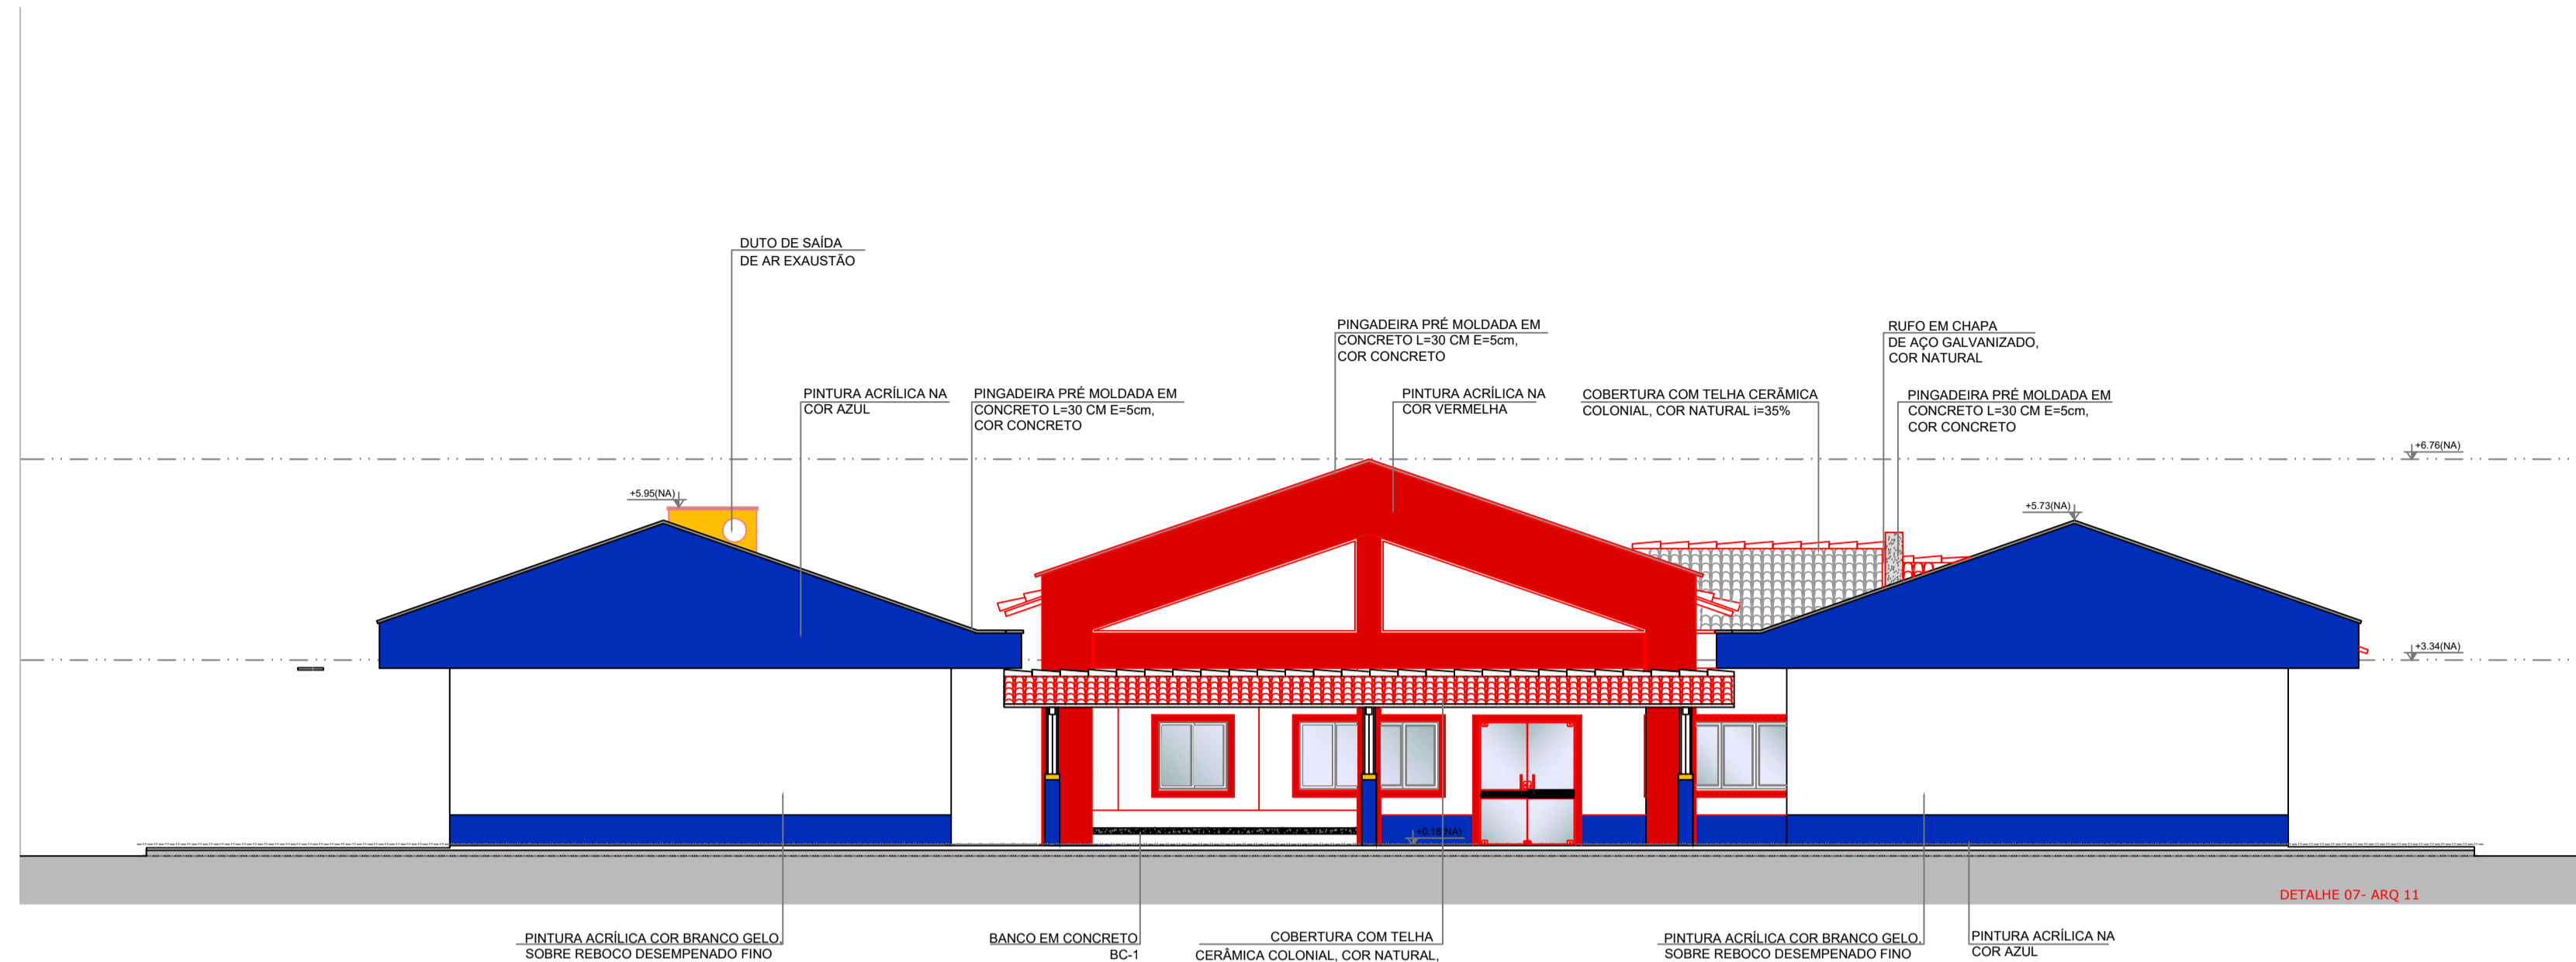 DUTO DE SAÍDA
DE AR EXAUSTÃO
PINGADEIRA PRÉ MOLDADA EM
CONCRETO L=30 CM E=5cm,
COR CONCRETO
RUFO EM CHAPA
DE AÇO GALVANIZADO,
COR NATURAL
PINTURA ACRÍLICA NA
COR AZUL
PINGADEIRA PRÉ MOLDADA EM
CONCRETO L=30 CM E=5cm,
COR CONCRETO
PINTURA ACRÍLICA NA
COR VERMELHA
COBERTURA COM TELHA CERÃMICA
COLONIAL, COR NATURAL i=35%
PINGADEIRA PRÉ MOLDADA EM
CONCRETO L=30 CM E=5cm,
COR CONCRETO
+6.76(NA)
+5.95(NA)
+5.73(NA)
+3.34(NA)
+0.18(NA)
DETALHE 07- ARQ 11
PINTURA ACRÍLICA COR BRANCO GELO.
SOBRE REBOCO DESEMPENADO FINO
BANCO EM CONCRETO
BC-1
COBERTURA COM TELHA
CERÂMICA COLONIAL, COR NATURAL,
PINTURA ACRÍLICA COR BRANCO GELO.
SOBRE REBOCO DESEMPENADO FINO
PINTURA ACRÍLICA NA
COR AZUL